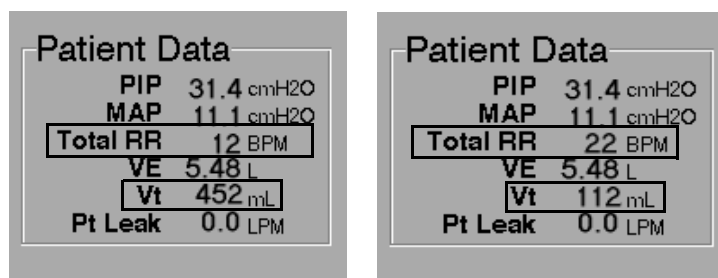 Patient Data
PIP 31.4 cmH2O
MAP 11.1 cmH2O
Total RR 12 BPM
VE 5.48 L
Vt 452 mL
Pt Leak 0.0 LPM
Patient Data
PIP 31.4 cmH2O
MAP 11.1 cmH2O
Total RR 22 BPM
VE 5.48 L
Vt 112 mL
Pt Leak 0.0 LPM